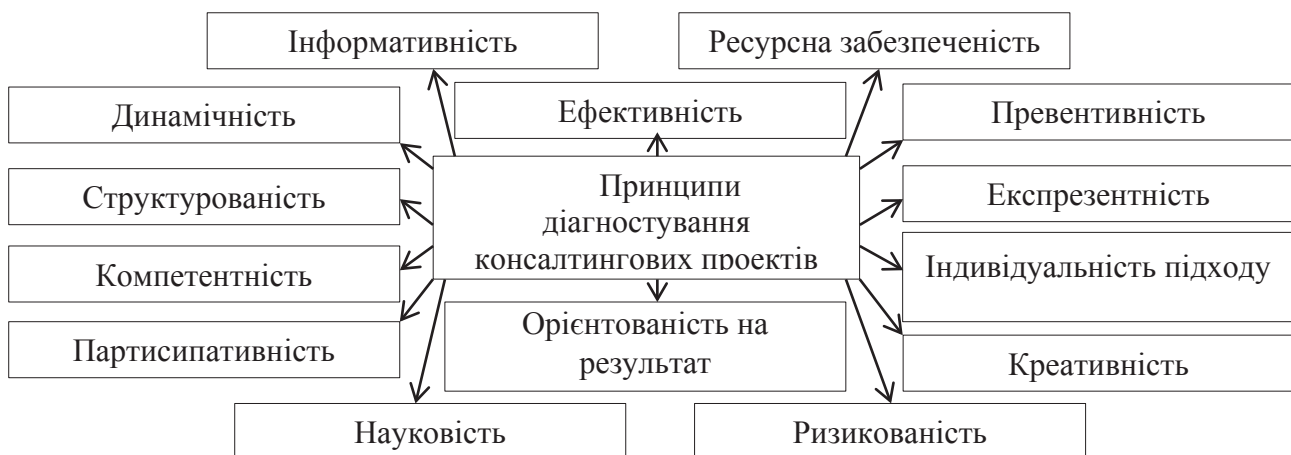 Інформативність
Ресурсна забезпеченість
Динамічність
Ефективність
Превентивність
Структурованість
Принципи
діагностування
консалтингових проектів
Експрезентність
Компетентність
Індивідуальність підходу
Партисипативність
Орієнтованість на
результат
Креативність
Науковість
Ризикованість